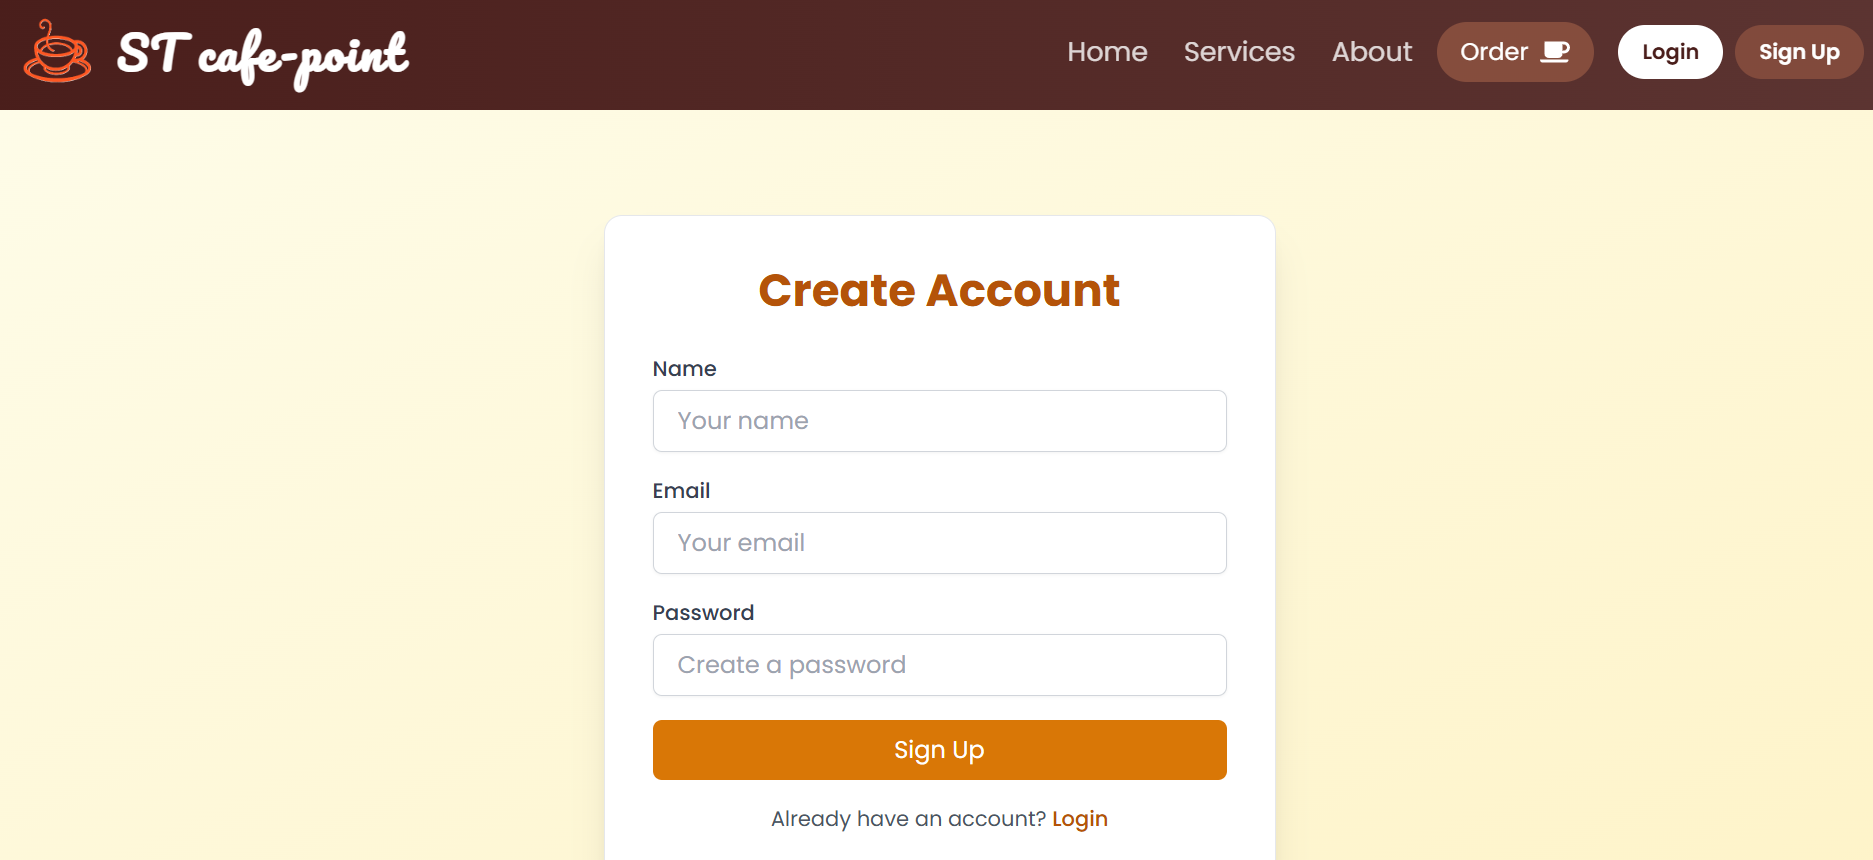 ST cafe-point
Home Services About Order Login Sign Up
Create Account
Name
Your name
Email
Your email
Password
Create a password
Sign Up
Already have an account? Login